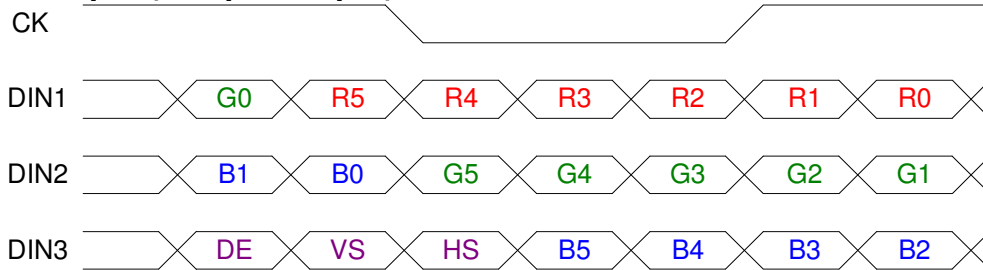 CK
DIN1 G0 R5 R4 R3 R2 R1 R0
DIN2 B1 B0 G5 G4 G3 G2 G1
DIN3 DE VS HS B5 B4 B3 B2